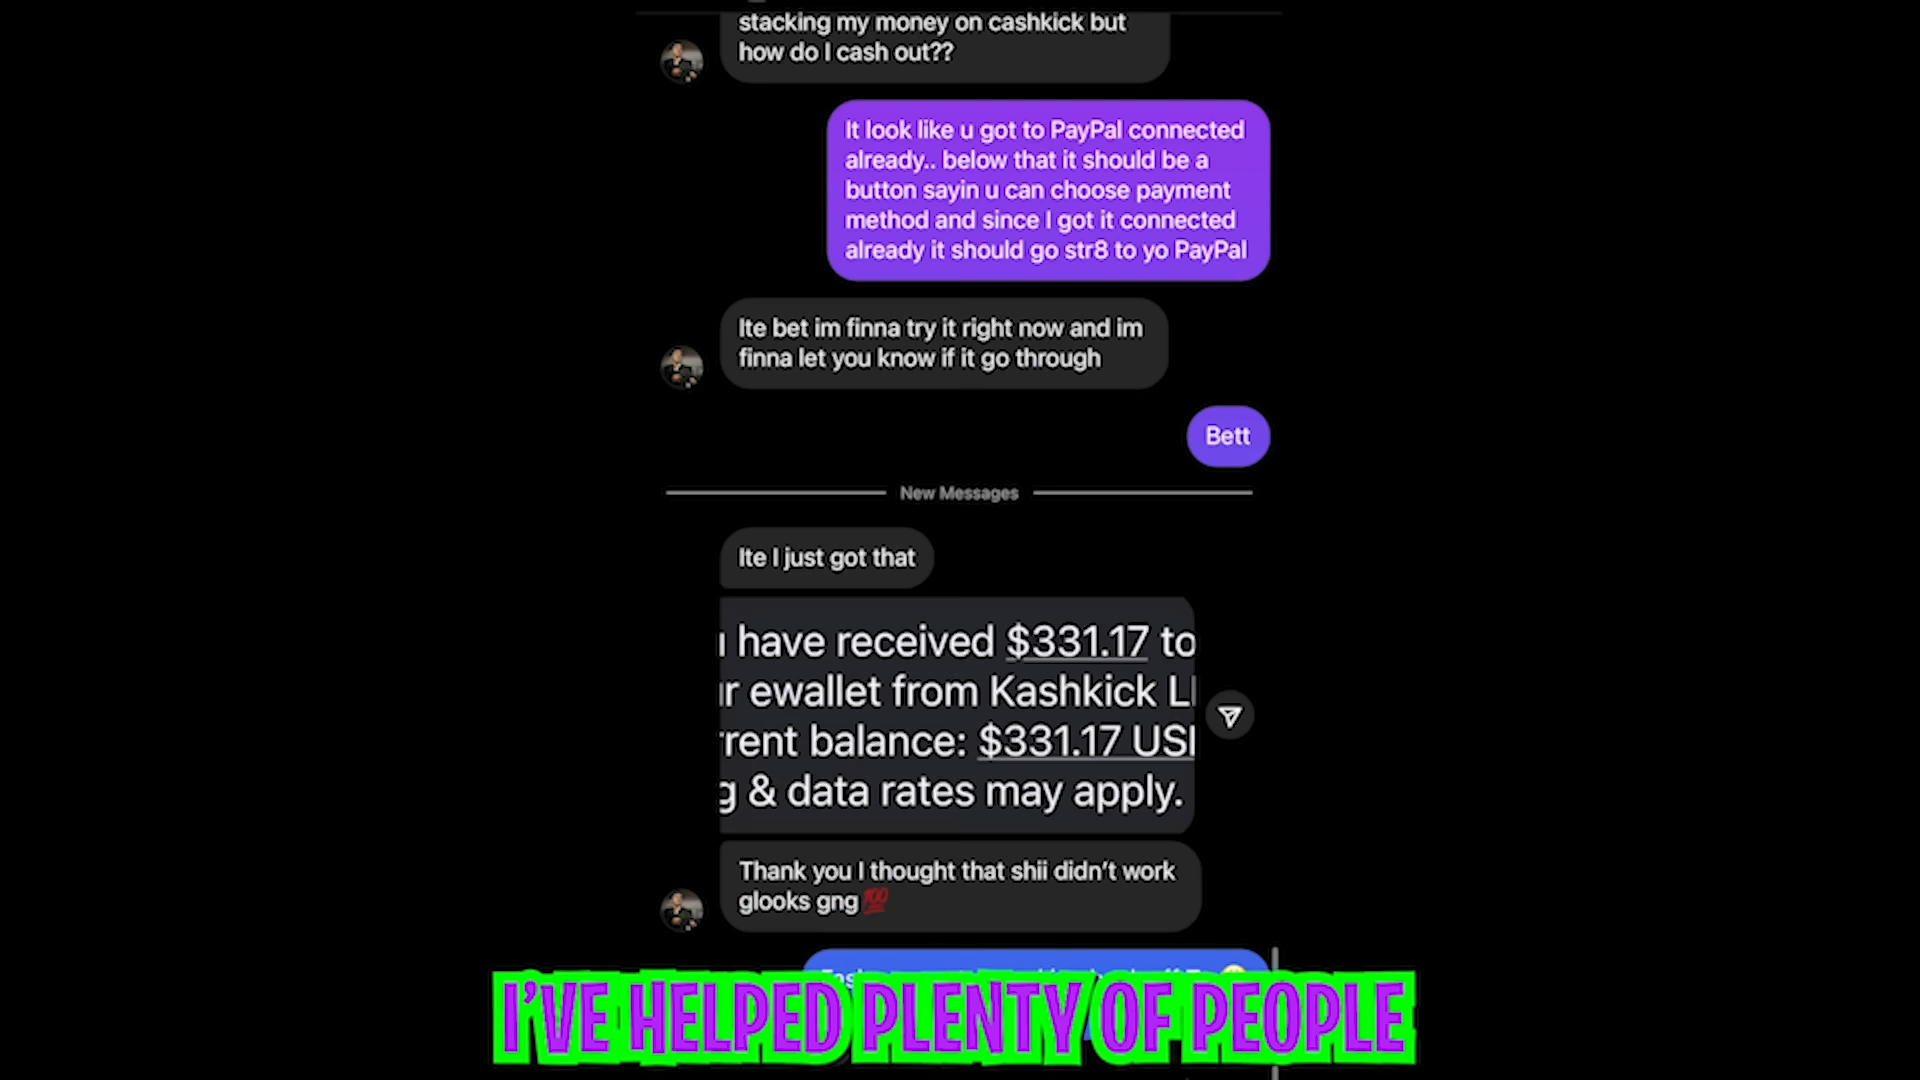 stacking my money on cashkick but
how do I cash out??
It look like u got to PayPal connected
already.. below that it should be a
button sayin u can choose payment
method and since I got it connected
already it should go str8 to yo PayPal
Ite bet im finna try it right now and im
finna let you know if it go through
Bett
New Messages
Ite I just got that
have received $331.17 to
ewallet from Kashkick
balance: $331.17
& data rates may apply.
Thank you I thought that shii didn't work
glooks gng 💯
I'VE HELPED PLENTY OF PEOPLE